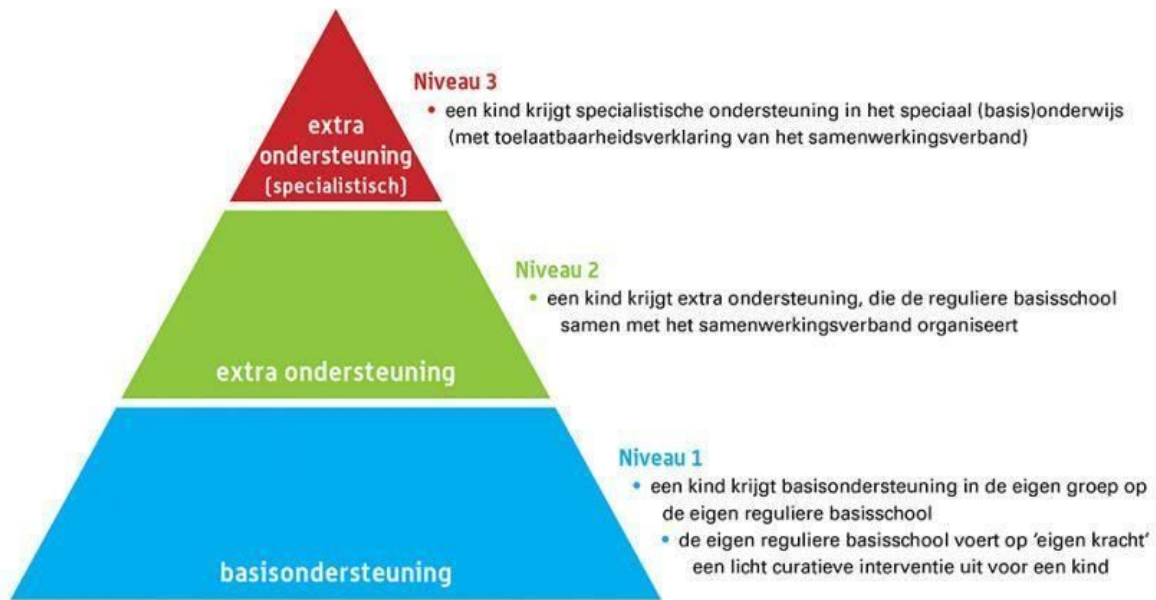 Niveau 3
• een kind krijgt specialistische ondersteuning in het speciaal (basis)onderwijs
(met toelaatbaarheidsverklaring van het samenwerkingsverband)
extra
ondersteuning
(specialistisch)
Niveau 2
• een kind krijgt extra ondersteuning, die de reguliere basisschool
samen met het samenwerkingsverband organiseert
extra ondersteuning
Niveau 1
• een kind krijgt basisondersteuning in de eigen groep op
de eigen reguliere basisschool
• de eigen reguliere basisschool voert op ‘eigen kracht’
een licht curatieve interventie uit voor een kind
basisondersteuning